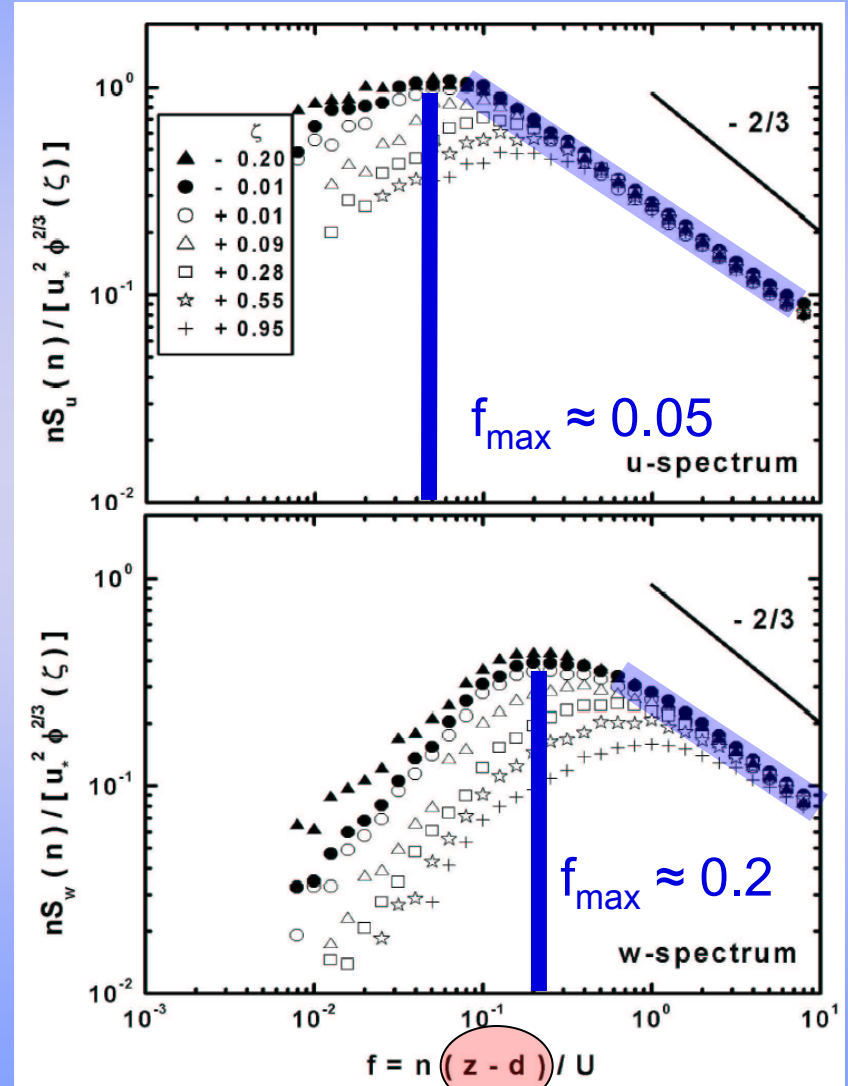 10⁰
10⁻¹
10⁻²
nS_u (n) / [u_*² ϕ^2/3 (ζ)]
ζ
▲ - 0.20
● - 0.01
○ + 0.01
△ + 0.09
□ + 0.28
☆ + 0.55
+ + 0.95
- 2/3
f_max ≈ 0.05
u-spectrum
10⁰
10⁻¹
10⁻²
nS_w (n) / [u_*² ϕ^2/3 (ζ)]
- 2/3
f_max ≈ 0.2
w-spectrum
10⁻³ 10⁻² 10⁻¹ 10⁰ 10¹
f = n ( z - d ) / U